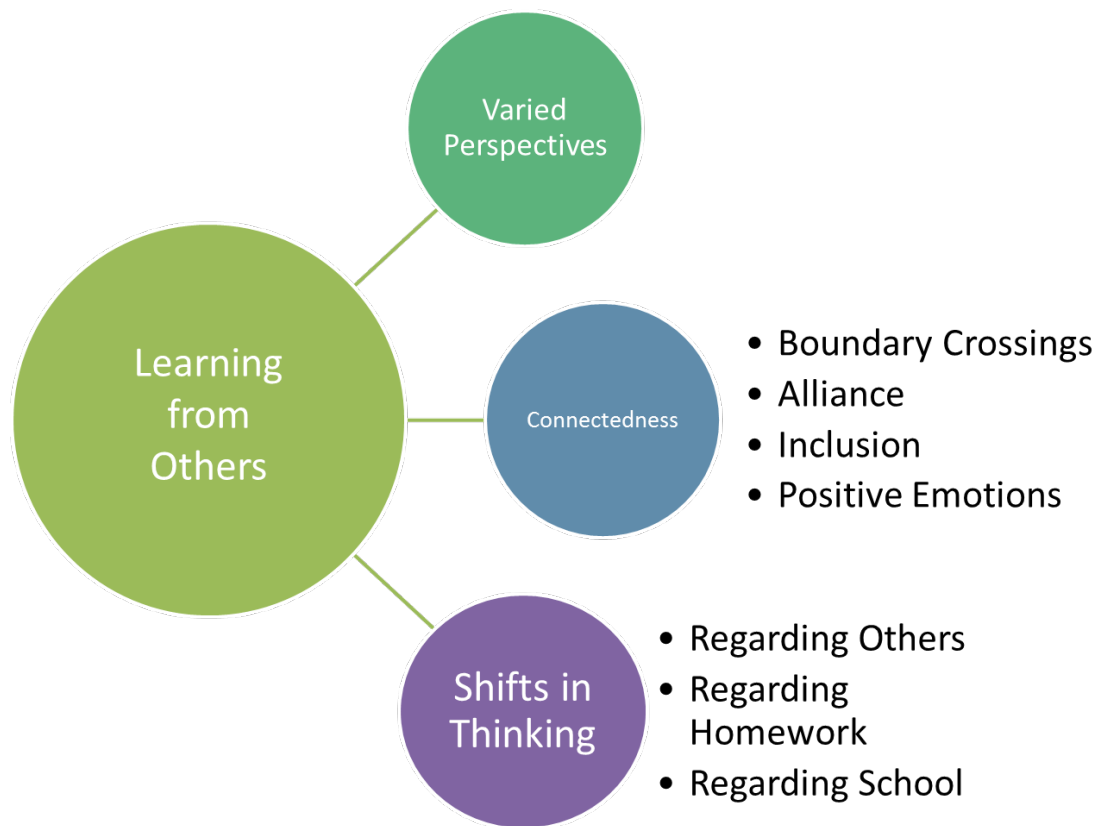 Varied
Perspectives
Learning
from
Others
Connectedness
• Boundary Crossings
• Alliance
• Inclusion
• Positive Emotions
Shifts in
Thinking
• Regarding Others
• Regarding
Homework
• Regarding School